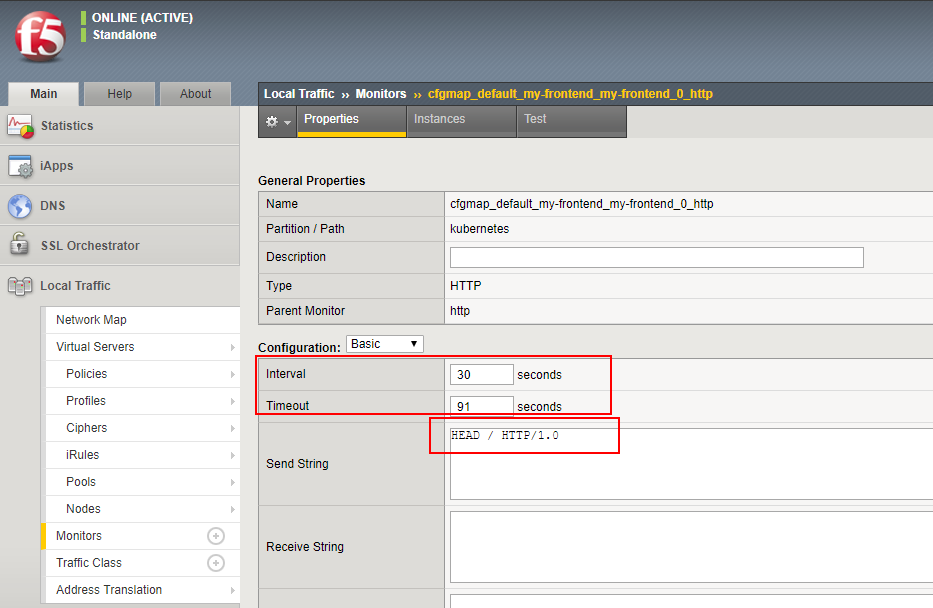 f5
ONLINE (ACTIVE)
Standalone
Main
Help
About
Local Traffic ›› Monitors ›› cfgmap_default_my-frontend_my-frontend_0_http
Properties
Instances
Test
Statistics
iApps
DNS
SSL Orchestrator
Local Traffic
Network Map
Virtual Servers
Policies
Profiles
Ciphers
iRules
Pools
Nodes
Monitors
Traffic Class
Address Translation
General Properties
Name cfgmap_default_my-frontend_my-frontend_0_http
Partition / Path kubernetes
Description
Type HTTP
Parent Monitor http
Configuration: Basic
Interval 30 seconds
Timeout 91 seconds
Send String HEAD / HTTP/1.0
Receive String